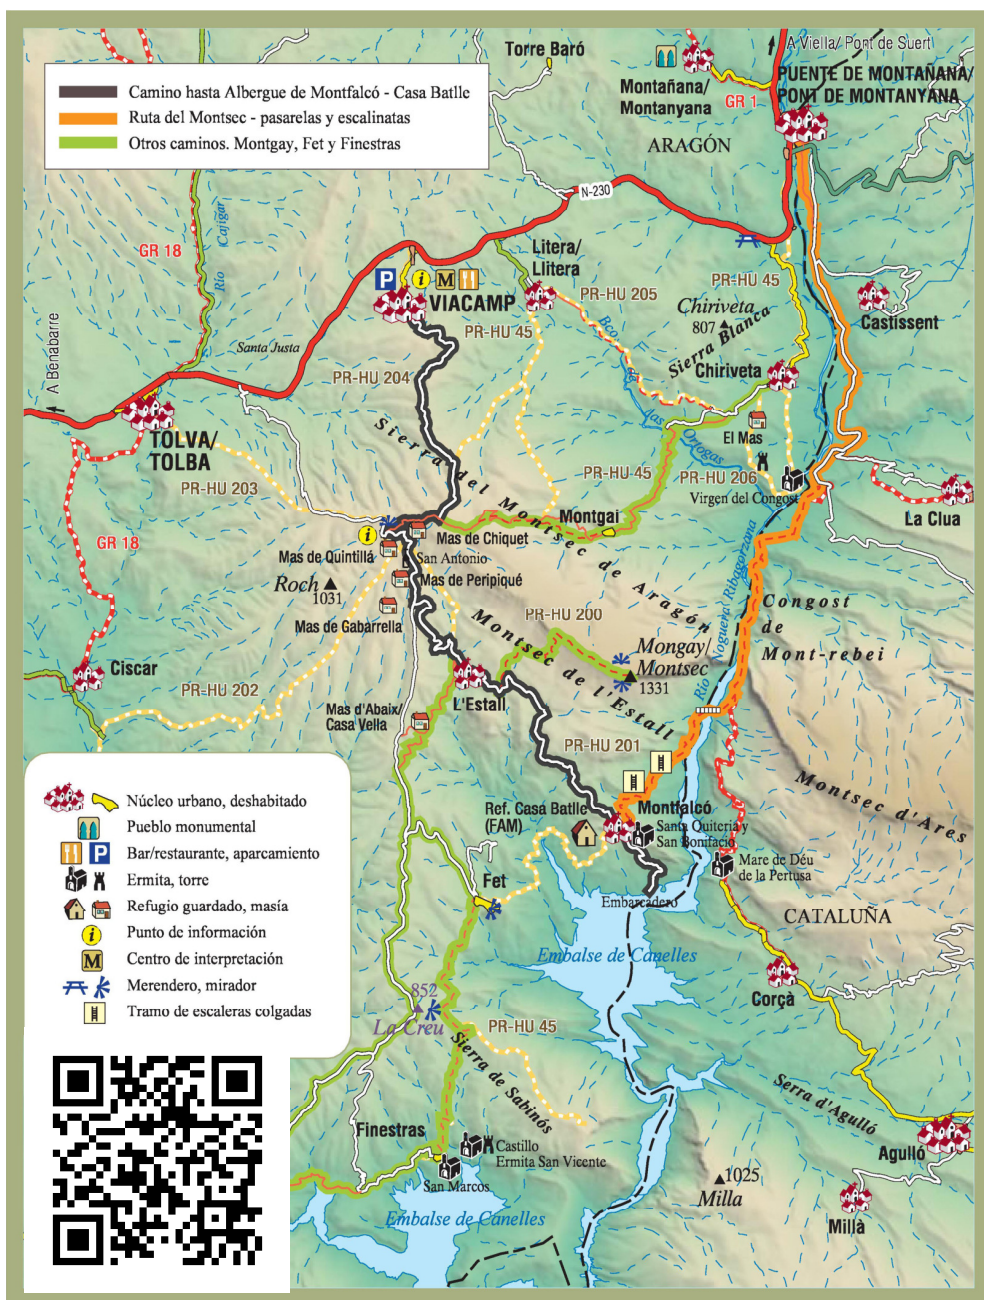 A Viella/ Pont de Suert
Torre Baró
Montañana/
Montanyana
GR 1
PUENTE DE MONTAÑANA/
PONT DE MONTANYANA
Camino hasta Albergue de Montfalcó - Casa Batlle
Ruta del Montsec - pasarelas y escalinatas
Otros caminos. Montgay, Fet y Finestras
ARAGÓN
N-230
GR 18
Río Cajigar
Litera/
Llitera
P
i
M
VIACAMP
PR-HU 205
PR-HU 45
Chiriveta
807
Sierra Blanca
Castissent
PR-HU 45
Bco de las Ortogas
A Benabarre
Santa Justa
PR-HU 204
Chiriveta
TOLVA/
TOLBA
El Mas
PR-HU 203
PR-HU 45
PR-HU 206
Virgen del Congost
La Clua
Sierra del Montsec de Aragón
Montgai
GR 18
i
Mas de Chiquet
Mas de Quintillá
San Antonio
Roch
1031
Mas de Peripiqué
Mas de Gabarrella
Río Noguera Ribagorzana
Congost
de
Mont-rebei
PR-HU 200
Montsec de l'Estall
Mongay/
Montsec
1331
Ciscar
PR-HU 202
L'Estall
Mas d'Abaix/
Casa Vella
PR-HU 201
Montsec d'Ares
Ref. Casa Batlle
(FAM)
Montfalcó
Santa Quiteria y
San Bonifacio
Mare de Déu
de la Pertusa
Fet
Embarcadero
CATALUÑA
Embalse de Canelles
Corçà
Núcleo urbano, deshabitado
Pueblo monumental
P
Bar/restaurante, aparcamiento
Ermita, torre
Refugio guardado, masía
i
Punto de información
M
Centro de interpretación
Merendero, mirador
Tramo de escaleras colgadas
852
La Creu
PR-HU 45
Sierra de Sabinós
Serra d'Agulló
Finestras
Castillo
Ermita San Vicente
San Marcos
Agulló
1025
Milla
Millà
Embalse de Canelles